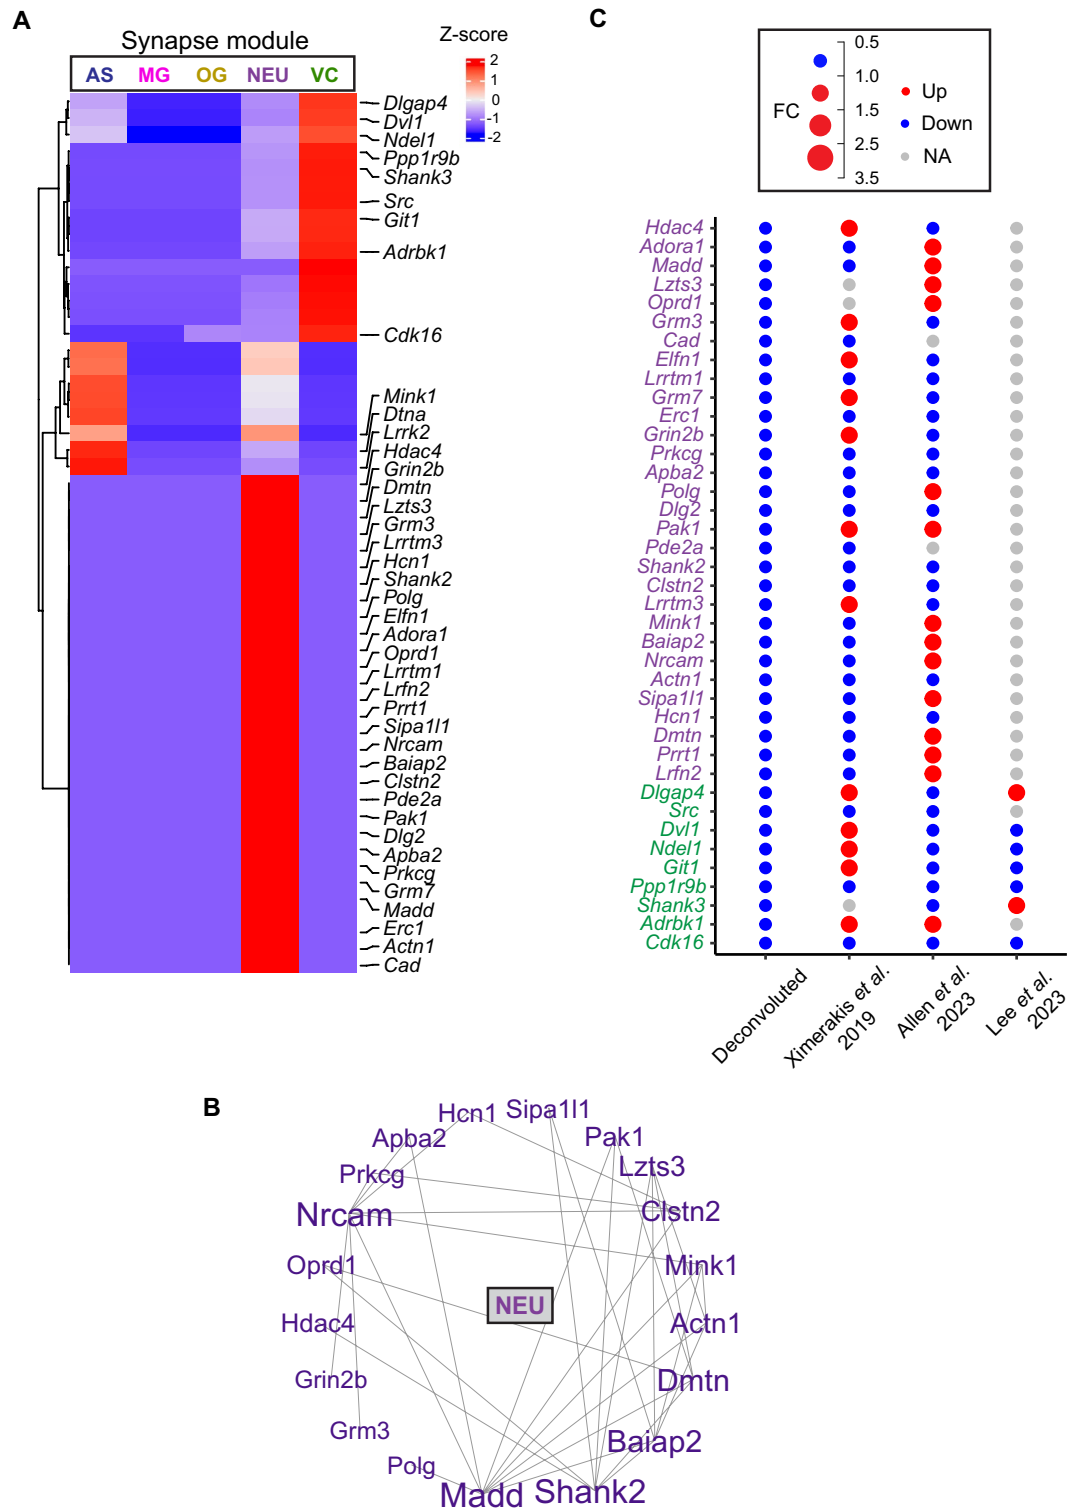 A
Synapse module
AS MG OG NEU VC
Z-score
2
1
0
-1
-2
Dlgap4
Dvl1
Ndel1
Ppp1r9b
Shank3
Src
Git1
Adrbk1
Cdk16
Mink1
Dtna
Lrrk2
Hdac4
Grin2b
Dmtn
Lzts3
Grm3
Lrrtm3
Hcn1
Shank2
Polg
Elfn1
Adora1
Oprd1
Lrrtm1
Lrfn2
Prrt1
Sipa1l1
Nrcam
Baiap2
Clstn2
Pde2a
Pak1
Dlg2
Apba2
Prkcg
Grm7
Madd
Erc1
Actn1
Cad
C
FC
0.5
1.0
1.5
2.5
3.5
Up
Down
NA
Hdac4
Adora1
Madd
Lzts3
Oprd1
Grm3
Cad
Elfn1
Lrrtm1
Grm7
Erc1
Grin2b
Prkcg
Apba2
Polg
Dlg2
Pak1
Pde2a
Shank2
Clstn2
Lrrtm3
Mink1
Baiap2
Nrcam
Actn1
Sipa1l1
Hcn1
Dmtn
Prrt1
Lrfn2
Dlgap4
Src
Dvl1
Ndel1
Git1
Ppp1r9b
Shank3
Adrbk1
Cdk16
Deconvoluted
Ximerakis et al.
2019
Allen et al.
2023
Lee et al.
2023
B
Hcn1
Sipa1l1
Apba2
Pak1
Prkcg
Lzts3
Nrcam
Clstn2
Oprd1
Mink1
NEU
Hdac4
Actn1
Grin2b
Dmtn
Grm3
Baiap2
Polg
Madd
Shank2